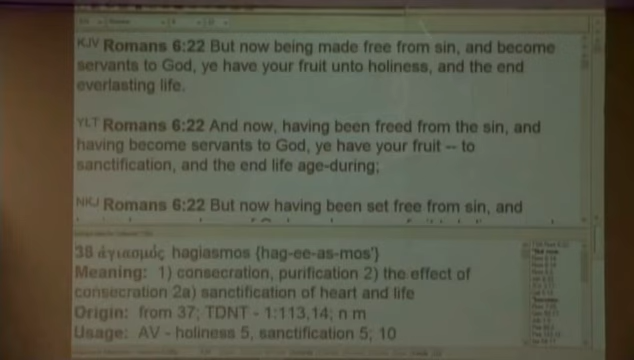 KJV Romans 6:22 But now being made free from sin, and become
servants to God, ye have your fruit unto holiness, and the end
everlasting life.
YLT Romans 6:22 And now, having been freed from the sin, and
having become servants to God, ye have your fruit -- to
sanctification, and the end life age-during;
NKJ Romans 6:22 But now having been set free from sin, and
38 ἁγιασμός hagiasmos {hag-ee-as-mos'}
Meaning: 1) consecration, purification 2) the effect of
consecration 2a) sanctification of heart and life
Origin: from 37; TDNT - 1:113,14; n m
Usage: AV - holiness 5, sanctification 5; 10